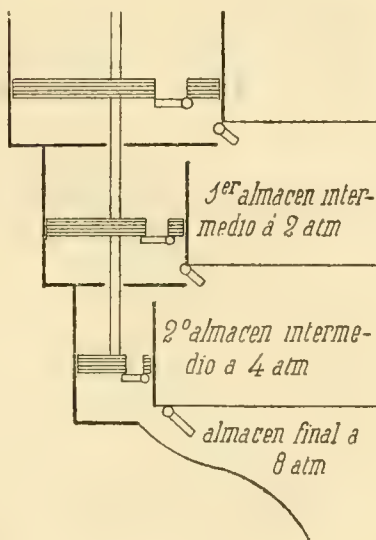 1er almacen inter-
medio á 2 atm
2º almacen interme-
dio a 4 atm
almacen final a
8 atm